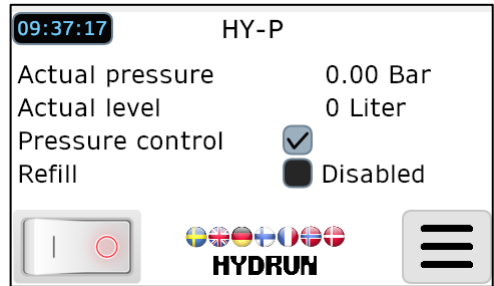 09:37:17 HY-P
Actual pressure 0.00 Bar
Actual level 0 Liter
Pressure control
Refill Disabled
HYDRUN